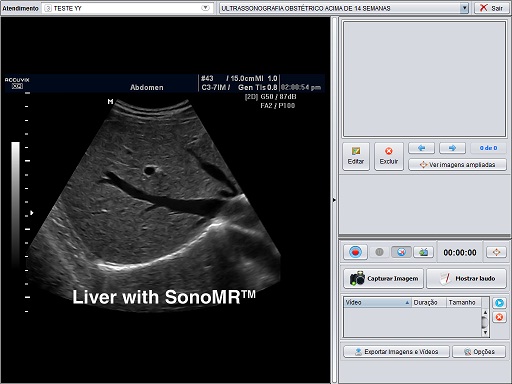 Atendimento 3 TESTE YY ULTRASSONOGRAFIA OBSTÉTRICO ACIMA DE 14 SEMANAS Sair
ACCUVIX
XQ
Abdomen
#43 / 15.0cm MI 1.0
C3-7IM / Gen TIs 0.8 02:08:54 pm
[2D] G50 / 87dB
FA2 / P100
M
Liver with SonoMR™
Editar
Excluir
0 de 0
Ver imagens ampliadas
00:00:00
Capturar Imagem
Mostrar laudo
Vídeo Duração Tamanho
Exportar Imagens e Vídeos
Opções